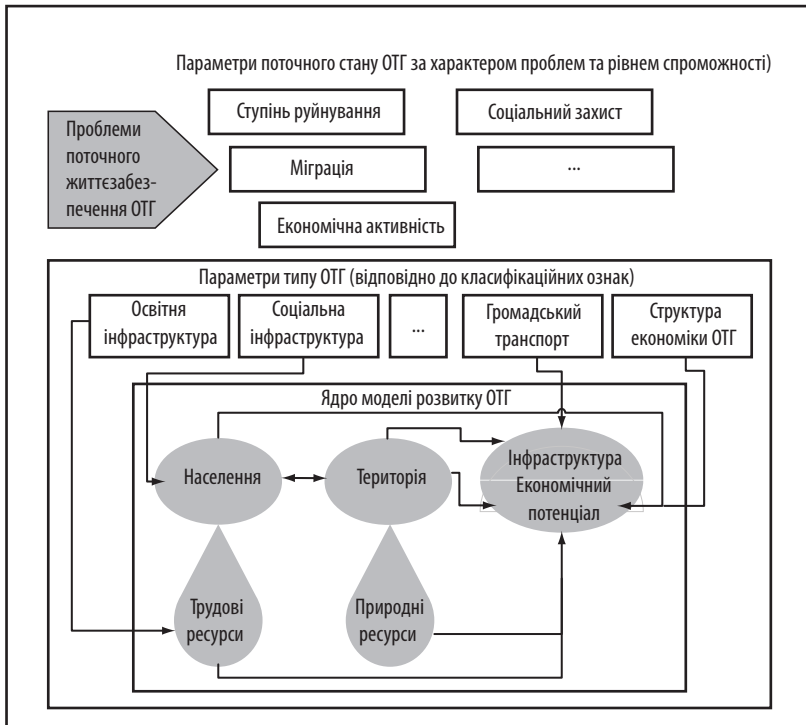 Параметри поточного стану ОТГ за характером проблем та рівнем спроможності)
Проблеми
поточного
життєзабез-
печення ОТГ
Ступінь руйнування
Соціальний захист
Міграція
...
Економічна активність
Параметри типу ОТГ (відповідно до класифікаційних ознак)
Освітня
інфраструктура
Соціальна
інфраструктура
...
Громадський
транспорт
Структура
економіки ОТГ
Ядро моделі розвитку ОТГ
Населення
Територія
Інфраструктура
Економічний
потенціал
Трудові
ресурси
Природні
ресурси